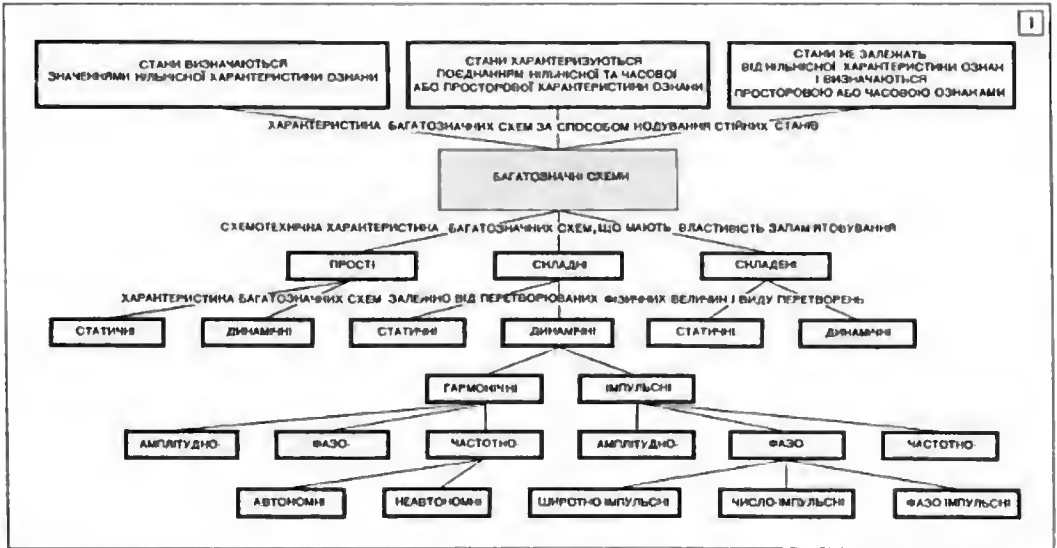 1
СТАНИ ВИЗНАЧАЮТЬСЯ
ЗНАЧЕННЯМИ КІЛЬКІСНОЇ ХАРАКТЕРИСТИКИ ОЗНАКИ
СТАНИ ХАРАКТЕРИЗУЮТЬСЯ
ПОЄДНАННЯМ КІЛЬКІСНОЇ ТА ЧАСОВОЇ
АБО ПРОСТОРОВОЇ ХАРАКТЕРИСТИКИ ОЗНАКИ
СТАНИ НЕ ЗАЛЕЖАТЬ
ВІД КІЛЬКІСНОЇ ХАРАКТЕРИСТИКИ ОЗНАК
І ВИЗНАЧАЮТЬСЯ
ПРОСТОРОВОЮ АБО ЧАСОВОЮ ОЗНАКАМИ
ХАРАКТЕРИСТИКА БАГАТОЗНАЧНИХ СХЕМ ЗА СПОСОБОМ КОДУВАННЯ СТІЙКИХ СТАНІВ
БАГАТОЗНАЧНІ СХЕМИ
СХЕМОТЕХНІЧНА ХАРАКТЕРИСТИКА БАГАТОЗНАЧНИХ СХЕМ, ЩО МАЮТЬ ВЛАСТИВІСТЬ ЗАПАМ'ЯТОВУВАННЯ
ПРОСТІ СКЛАДНІ СКЛАДЕНІ
ХАРАКТЕРИСТИКА БАГАТОЗНАЧНИХ СХЕМ ЗАЛЕЖНО ВІД ПЕРЕТВОРЮВАНИХ ФІЗИЧНИХ ВЕЛИЧИН І ВИДУ ПЕРЕТВОРЕНЬ
СТАТИЧНІ ДИНАМІЧНІ СТАТИЧНІ ДИНАМІЧНІ СТАТИЧНІ ДИНАМІЧНІ
ГАРМОНІЧНІ ІМПУЛЬСНІ
АМПЛІТУДНО- ФАЗО- ЧАСТОТНО- АМПЛІТУДНО- ФАЗО ЧАСТОТНО-
АВТОНОМНІ НЕАВТОНОМНІ ШИРОТНО-ІМПУЛЬСНІ ЧИСЛО-ІМПУЛЬСНІ ФАЗО ІМПУЛЬСНІ